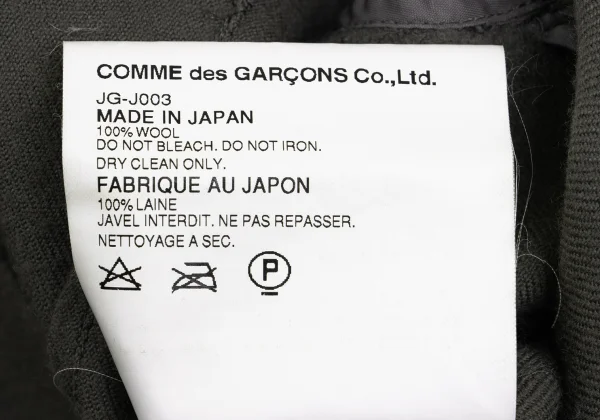 COMME des GARÇONS Co.,Ltd.
JG-J003
MADE IN JAPAN
100% WOOL
DO NOT BLEACH. DO NOT IRON.
DRY CLEAN ONLY.
FABRIQUE AU JAPON
100% LAINE
JAVEL INTERDIT. NE PAS REPASSER.
NETTOYAGE A SEC.
P